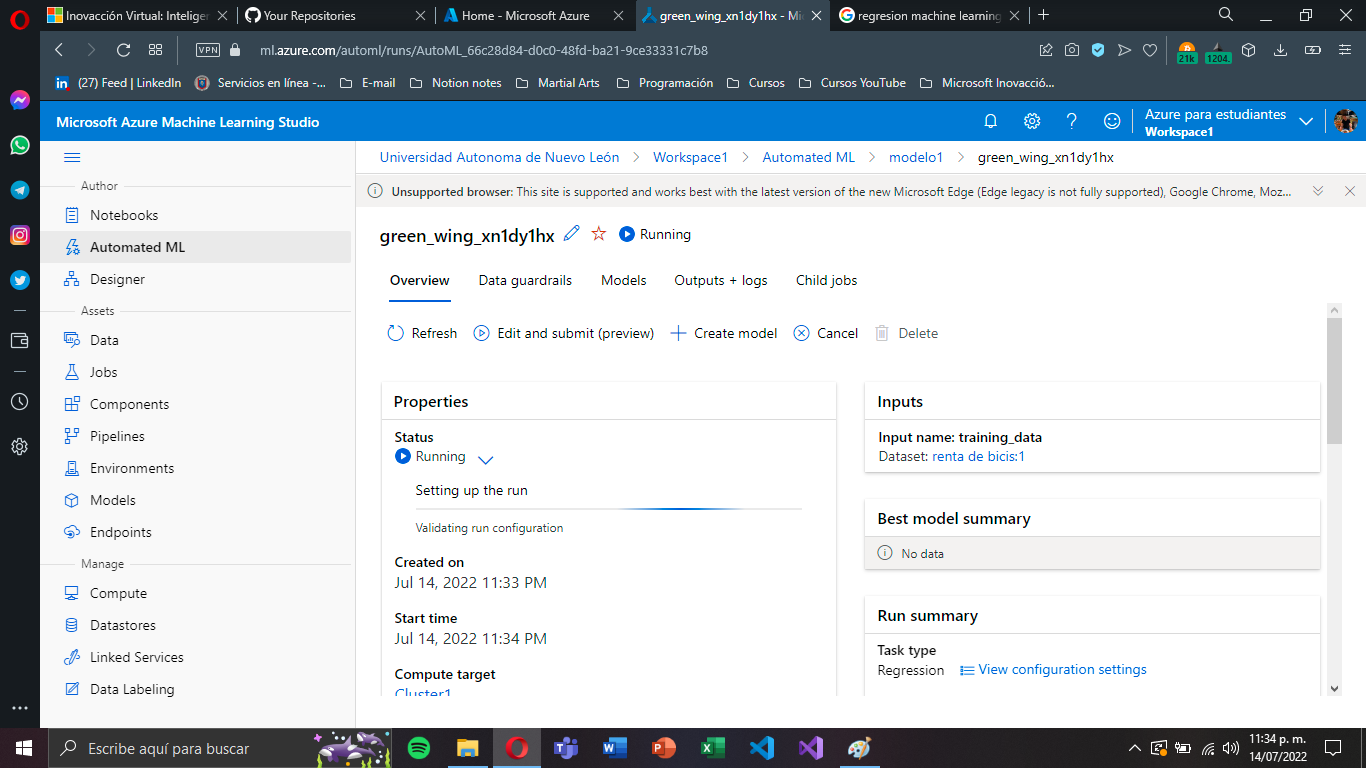 Inovacción Virtual: Inteligen
Your Repositories
Home - Microsoft Azure
green_wing_xn1dy1hx - Mi
regresion machine learning
VPN
ml.azure.com/automl/runs/AutoML_66c28d84-d0c0-48fd-ba21-9ce33331c7b8
21k
1204.
(27) Feed | LinkedIn
Servicios en línea -...
E-mail
Notion notes
Martial Arts
Programación
Cursos
Cursos YouTube
Microsoft Inovacció...
Microsoft Azure Machine Learning Studio
Azure para estudiantes
Workspace1
Universidad Autonoma de Nuevo León > Workspace1 > Automated ML > modelo1 > green_wing_xn1dy1hx
Unsupported browser: This site is supported and works best with the latest version of the new Microsoft Edge (Edge legacy is not fully supported), Google Chrome, Moz...
Author
Notebooks
Automated ML
Designer
Assets
Data
Jobs
Components
Pipelines
Environments
Models
Endpoints
Manage
Compute
Datastores
Linked Services
Data Labeling
green_wing_xn1dy1hx
Running
Overview
Data guardrails
Models
Outputs + logs
Child jobs
Refresh
Edit and submit (preview)
Create model
Cancel
Delete
Properties
Status
Running
Setting up the run
Validating run configuration
Created on
Jul 14, 2022 11:33 PM
Start time
Jul 14, 2022 11:34 PM
Compute target
Cluster1
Inputs
Input name: training_data
Dataset: renta de bicis:1
Best model summary
No data
Run summary
Task type
Regression
View configuration settings
Escribe aquí para buscar
11:34 p. m.
14/07/2022